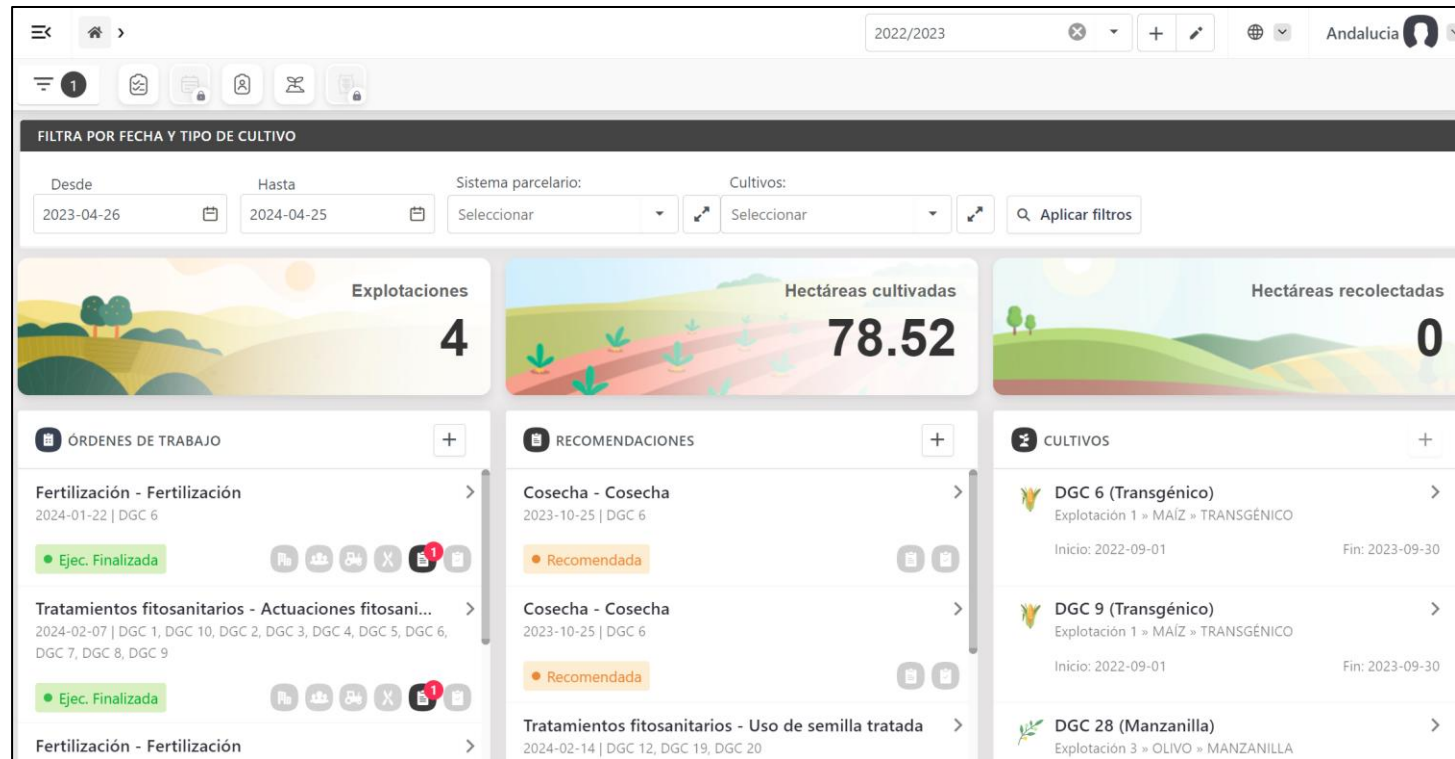 2022/2023
Andalucia
1
FILTRA POR FECHA Y TIPO DE CULTIVO
Desde
Hasta
Sistema parcelario:
Cultivos:
2023-04-26
2024-04-25
Seleccionar
Seleccionar
Aplicar filtros
Explotaciones
4
Hectáreas cultivadas
78.52
Hectáreas recolectadas
0
ÓRDENES DE TRABAJO
Fertilización - Fertilización
2024-01-22 | DGC 6
Ejec. Finalizada
1
Tratamientos fitosanitarios - Actuaciones fitosani...
2024-02-07 | DGC 1, DGC 10, DGC 2, DGC 3, DGC 4, DGC 5, DGC 6,
DGC 7, DGC 8, DGC 9
Ejec. Finalizada
1
Fertilización - Fertilización
RECOMENDACIONES
Cosecha - Cosecha
2023-10-25 | DGC 6
Recomendada
Cosecha - Cosecha
2023-10-25 | DGC 6
Recomendada
Tratamientos fitosanitarios - Uso de semilla tratada
2024-02-14 | DGC 12, DGC 19, DGC 20
CULTIVOS
DGC 6 (Transgénico)
Explotación 1 » MAÍZ » TRANSGÉNICO
Inicio: 2022-09-01
Fin: 2023-09-30
DGC 9 (Transgénico)
Explotación 1 » MAÍZ » TRANSGÉNICO
Inicio: 2022-09-01
Fin: 2023-09-30
DGC 28 (Manzanilla)
Explotación 3 » OLIVO » MANZANILLA